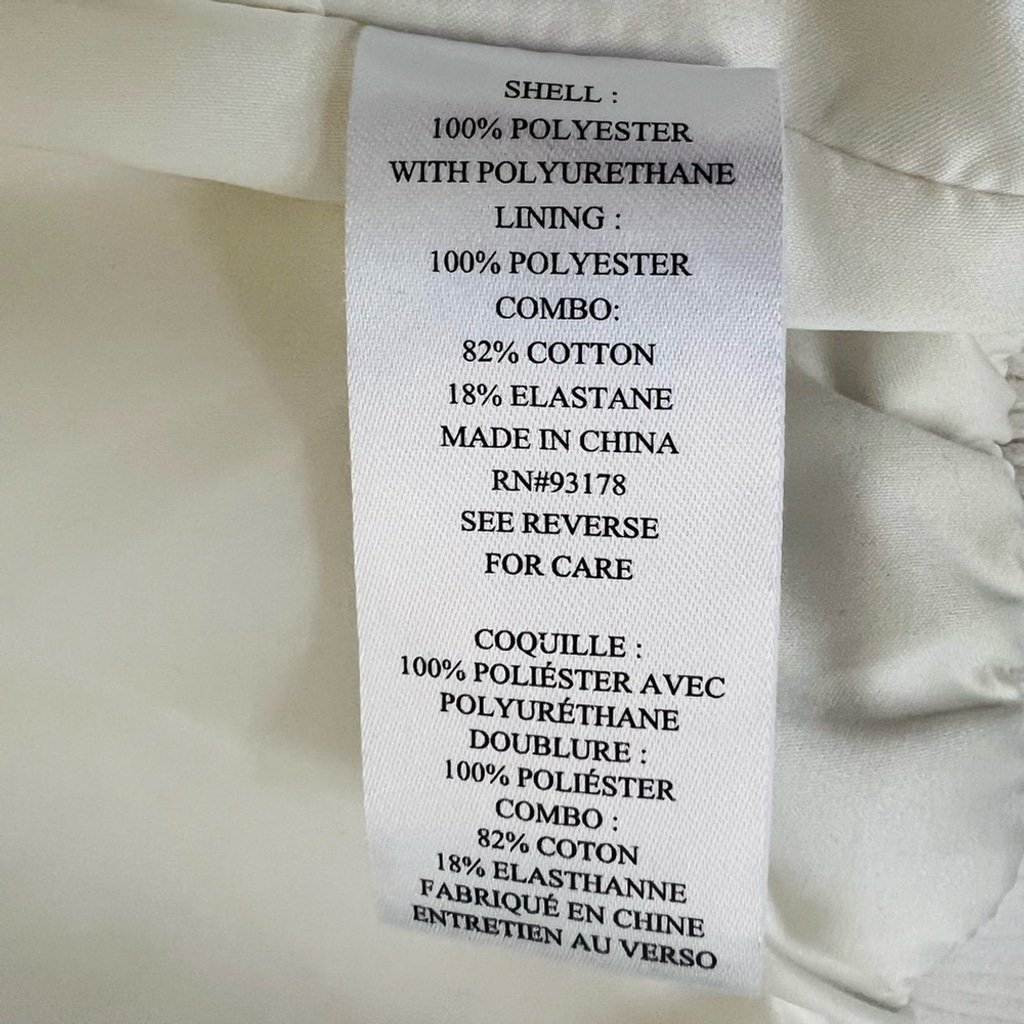 SHELL :
100% POLYESTER
WITH POLYURETHANE
LINING :
100% POLYESTER
COMBO:
82% COTTON
18% ELASTANE
MADE IN CHINA
RN#93178
SEE REVERSE
FOR CARE
COQUILLE :
100% POLIÉSTER AVEC
POLYURÉTHANE
DOUBLURE :
100% POLIÉSTER
COMBO :
82% COTON
18% ELASTHANNE
FABRIQUÉ EN CHINE
ENTRETIEN AU VERSO